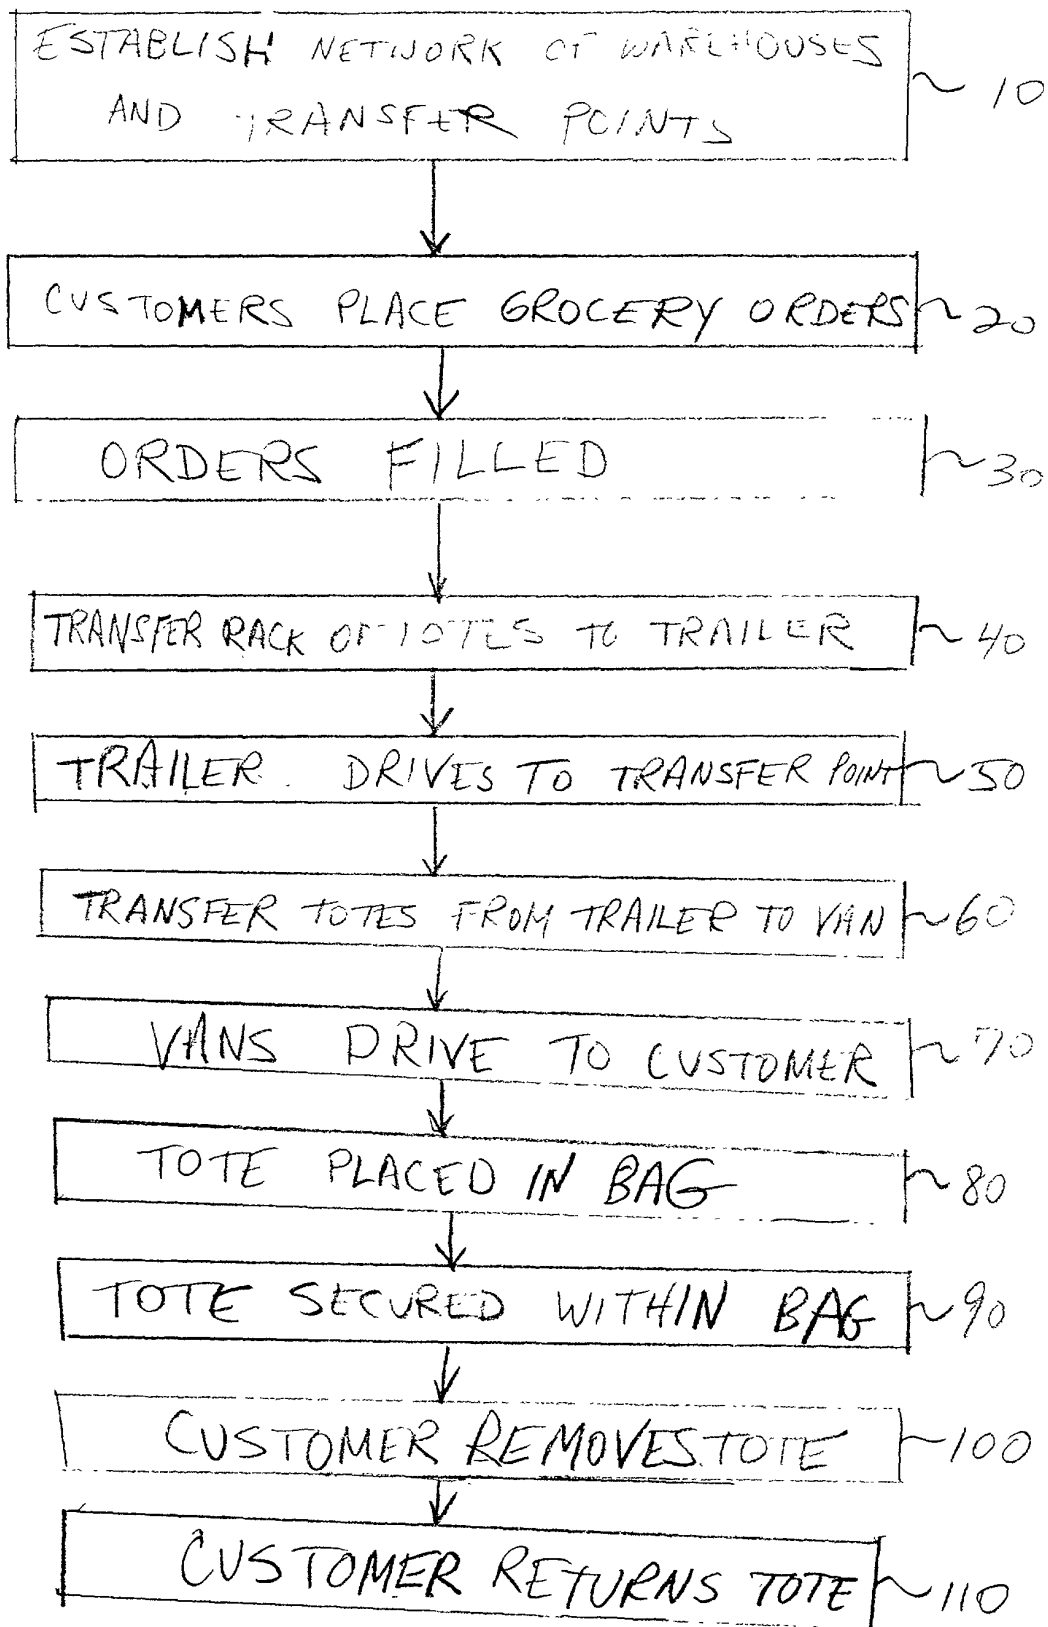 ESTABLISH NETWORK OF WAREHOUSES
AND TRANSFER POINTS
10
CUSTOMERS PLACE GROCERY ORDERS
20
ORDERS FILLED
30
TRANSFER RACK OF TOTES TO TRAILER
40
TRAILER DRIVES TO TRANSFER POINT
50
TRANSFER TOTES FROM TRAILER TO VAN
60
VANS DRIVE TO CUSTOMER
70
TOTE PLACED IN BAG
80
TOTE SECURED WITHIN BAG
90
CUSTOMER REMOVES TOTE
100
CUSTOMER RETURNS TOTE
110